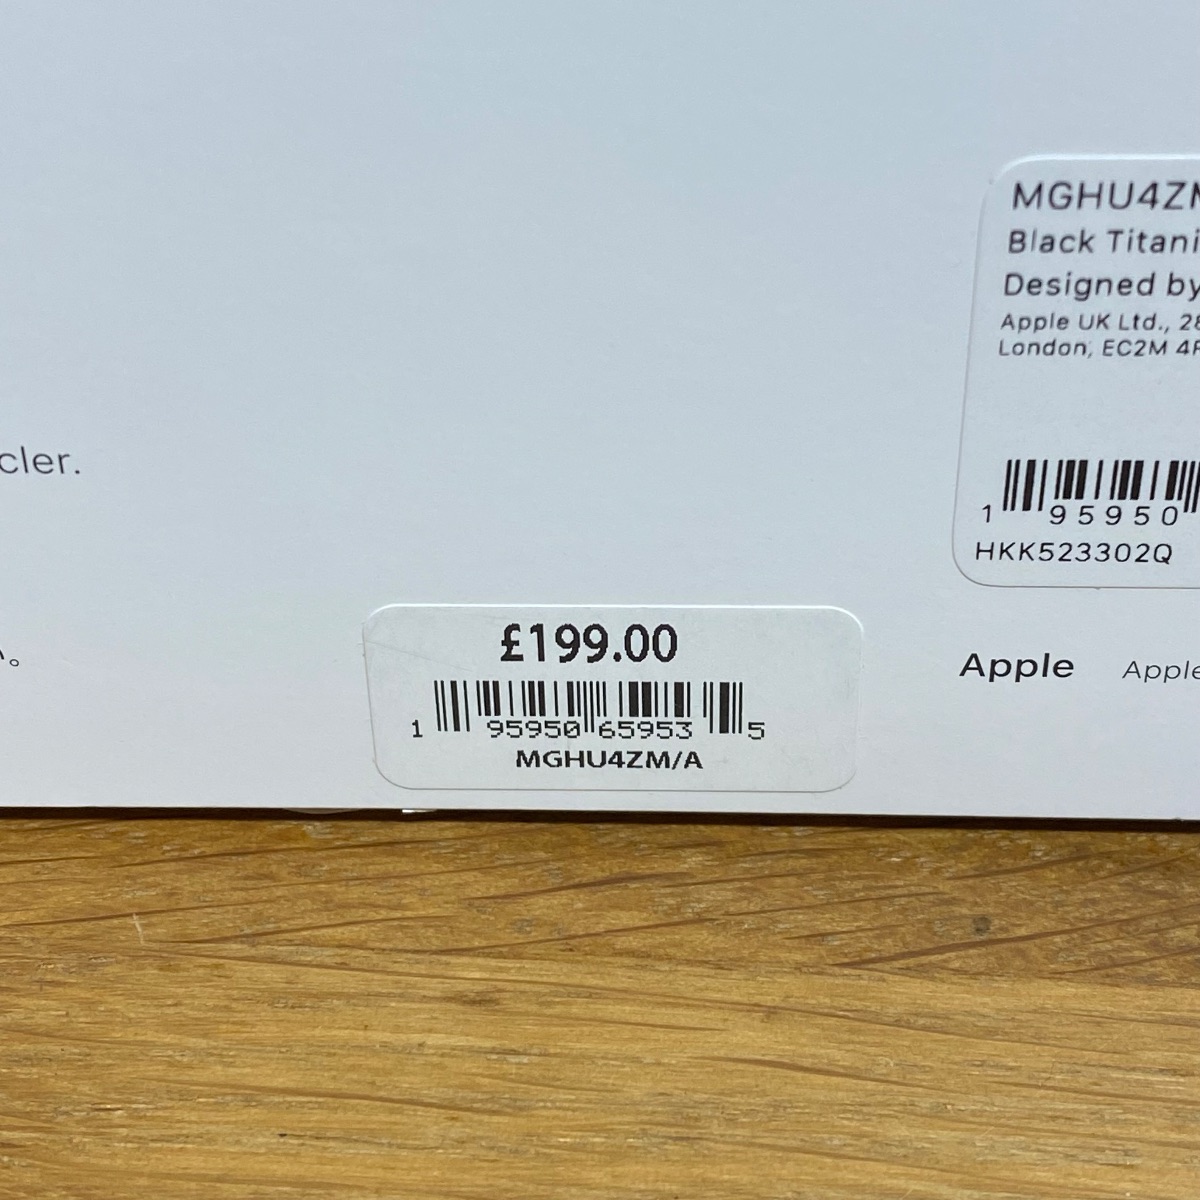 MGHU4ZM
Black Titani
Designed by
Apple UK Ltd., 28
London, EC2M 4R
cler.
1 95950
HKK523302Q
£199.00
1 95950 65953 5
MGHU4ZM/A
Apple Apple